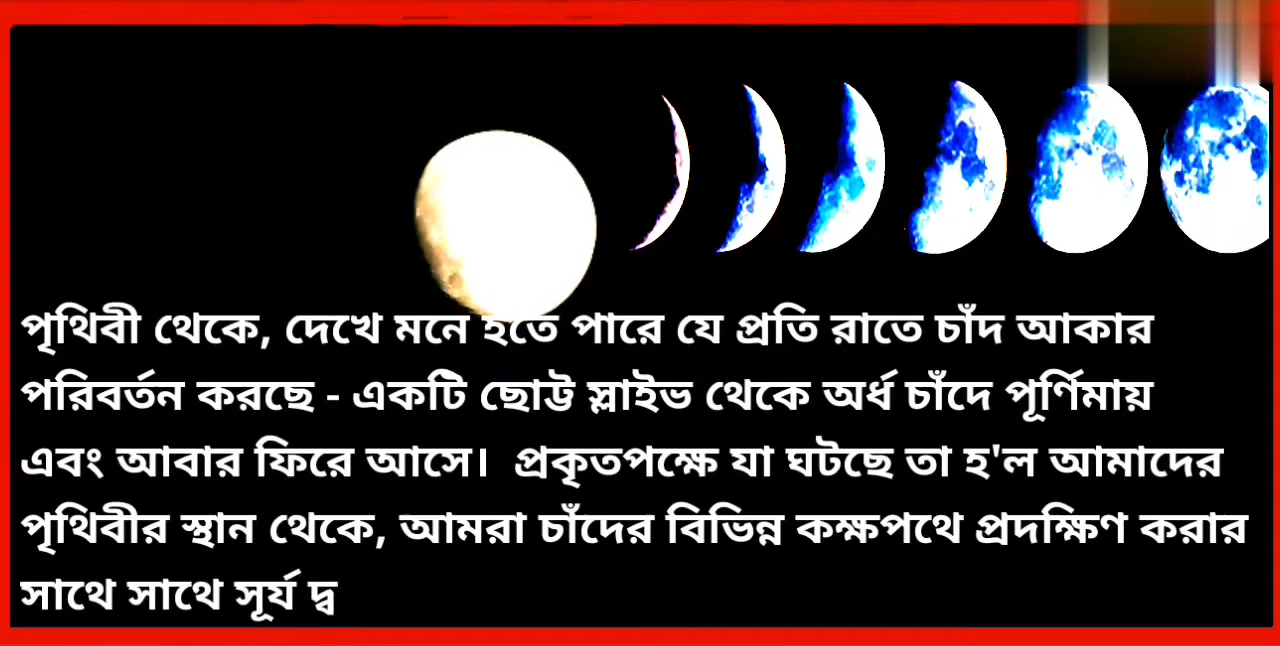 পৃথিবী থেকে, দেখে মনে হতে পারে যে প্রতি রাতে চাঁদ আকার
পরিবর্তন করছে - একটি ছোট্ট স্লাইভ থেকে অর্ধ চাঁদে পূর্ণিমায়
এবং আবার ফিরে আসে। প্রকৃতপক্ষে যা ঘটছে তা হ'ল আমাদের
পৃথিবীর স্থান থেকে, আমরা চাঁদের বিভিন্ন কক্ষপথে প্রদক্ষিণ করার
সাথে সাথে সূর্য দ্ব